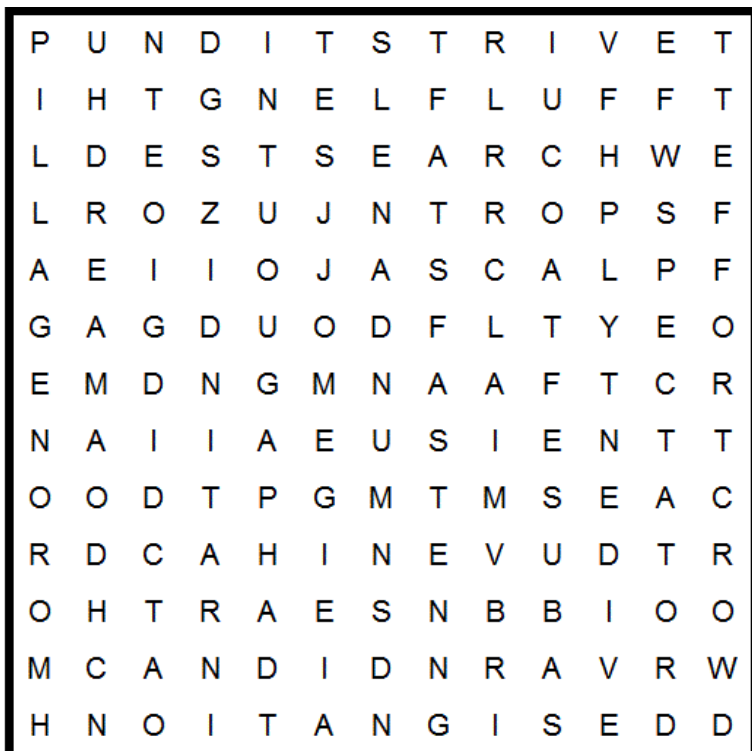 P U N D I T S T R I V E T
I H T G N E L F L U F F T
L D E S T S E A R C H W E
L R O Z U J N T R O P S F
A E I I O J A S C A L P F
G A G D U O D F L T Y E O
E M D N G M N A A F T C R
N A I I A E U S I E N T T
O O D T P G M T M S E A C
R D C A H I N E V U D T R
O H T R A E S N B B I O O
M C A N D I D N R A V R W
H N O I T A N G I S E D D